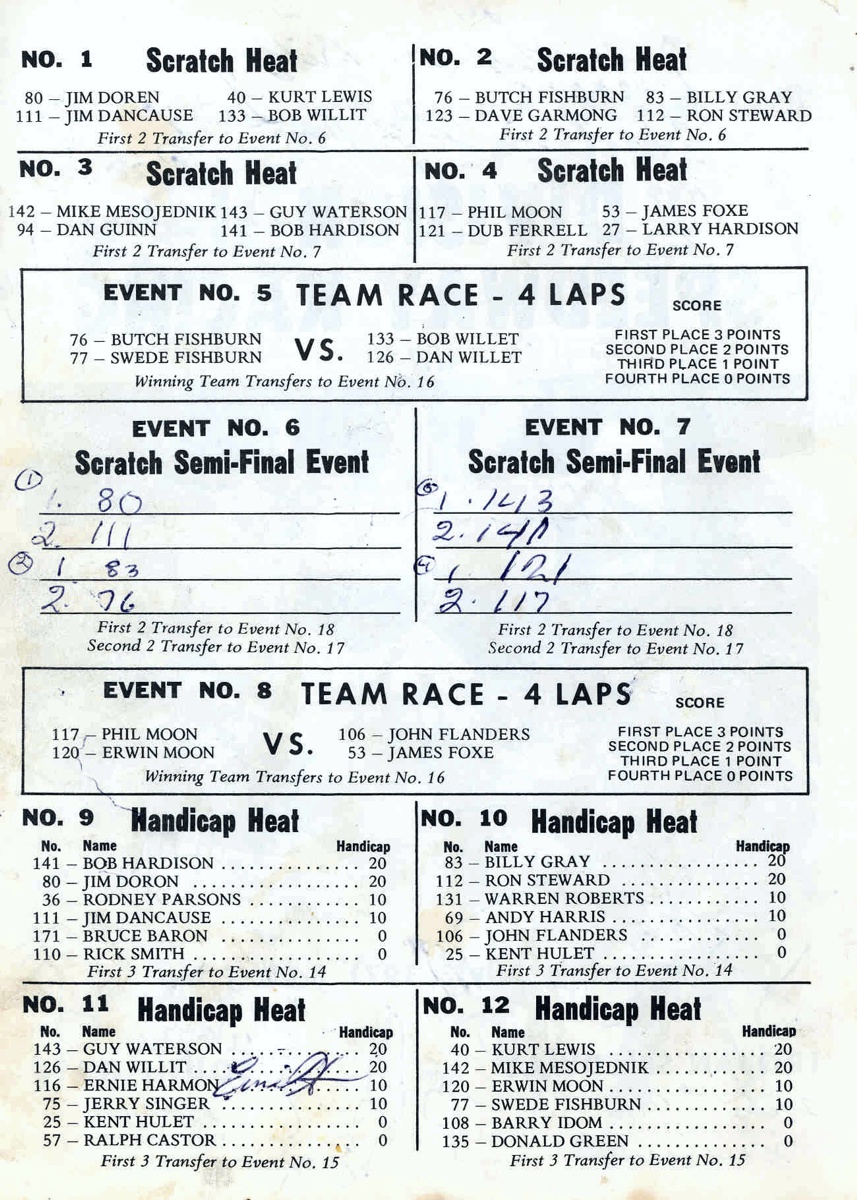 NO. 1 Scratch Heat
80 – JIM DOREN 40 – KURT LEWIS
111 – JIM DANCAUSE 133 – BOB WILLIT
First 2 Transfer to Event No. 6
NO. 2 Scratch Heat
76 – BUTCH FISHBURN 83 – BILLY GRAY
123 – DAVE GARMONG 112 – RON STEWARD
First 2 Transfer to Event No. 6
NO. 3 Scratch Heat
142 – MIKE MESOJEDNIK 143 – GUY WATERSON
94 – DAN GUINN 141 – BOB HARDISON
First 2 Transfer to Event No. 7
NO. 4 Scratch Heat
117 – PHIL MOON 53 – JAMES FOXE
121 – DUB FERRELL 27 – LARRY HARDISON
First 2 Transfer to Event No. 7
EVENT NO. 5 TEAM RACE - 4 LAPS
SCORE
76 – BUTCH FISHBURN VS. 133 – BOB WILLET
77 – SWEDE FISHBURN 126 – DAN WILLET
Winning Team Transfers to Event No. 16
FIRST PLACE 3 POINTS
SECOND PLACE 2 POINTS
THIRD PLACE 1 POINT
FOURTH PLACE 0 POINTS
EVENT NO. 6
Scratch Semi-Final Event
① 1. 80
2. 111
② 1 83
2. 76
First 2 Transfer to Event No. 18
Second 2 Transfer to Event No. 17
EVENT NO. 7
Scratch Semi-Final Event
1. 143
2. 141
④ 1. 121
2. 117
First 2 Transfer to Event No. 18
Second 2 Transfer to Event No. 17
EVENT NO. 8 TEAM RACE - 4 LAPS
SCORE
117 – PHIL MOON VS. 106 – JOHN FLANDERS
120 – ERWIN MOON 53 – JAMES FOXE
Winning Team Transfers to Event No. 16
FIRST PLACE 3 POINTS
SECOND PLACE 2 POINTS
THIRD PLACE 1 POINT
FOURTH PLACE 0 POINTS
NO. 9 Handicap Heat
No. Name Handicap
141 – BOB HARDISON .................. 20
80 – JIM DORON .................. 20
36 – RODNEY PARSONS .............. 10
111 – JIM DANCAUSE .................. 10
171 – BRUCE BARON .................. 0
110 – RICK SMITH .................. 0
First 3 Transfer to Event No. 14
NO. 10 Handicap Heat
No. Name Handicap
83 – BILLY GRAY .................. 20
112 – RON STEWARD .................. 20
131 – WARREN ROBERTS .............. 10
69 – ANDY HARRIS .................. 10
106 – JOHN FLANDERS ................ 0
25 – KENT HULET .................. 0
First 3 Transfer to Event No. 14
NO. 11 Handicap Heat
No. Name Handicap
143 – GUY WATERSON .................. 20
126 – DAN WILLIT .................. 20
116 – ERNIE HARMON .................. 10
75 – JERRY SINGER .................. 10
25 – KENT HULET .................. 0
57 – RALPH CASTOR .................. 0
First 3 Transfer to Event No. 15
NO. 12 Handicap Heat
No. Name Handicap
40 – KURT LEWIS .................. 20
142 – MIKE MESOJEDNIK .............. 20
120 – ERWIN MOON .................. 10
77 – SWEDE FISHBURN .............. 10
108 – BARRY IDOM .................. 0
135 – DONALD GREEN .................. 0
First 3 Transfer to Event No. 15